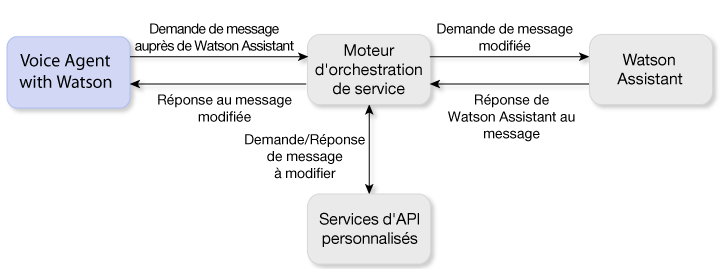 Demande de message
auprès de Watson Assistant
Demande de message
modifiée
Voice Agent
with Watson
Moteur
d'orchestration
de service
Watson
Assistant
Réponse au message
modifiée
Réponse de
Watson Assistant au
message
Demande/Réponse
de message
à modifier
Services d'API
personnalisés